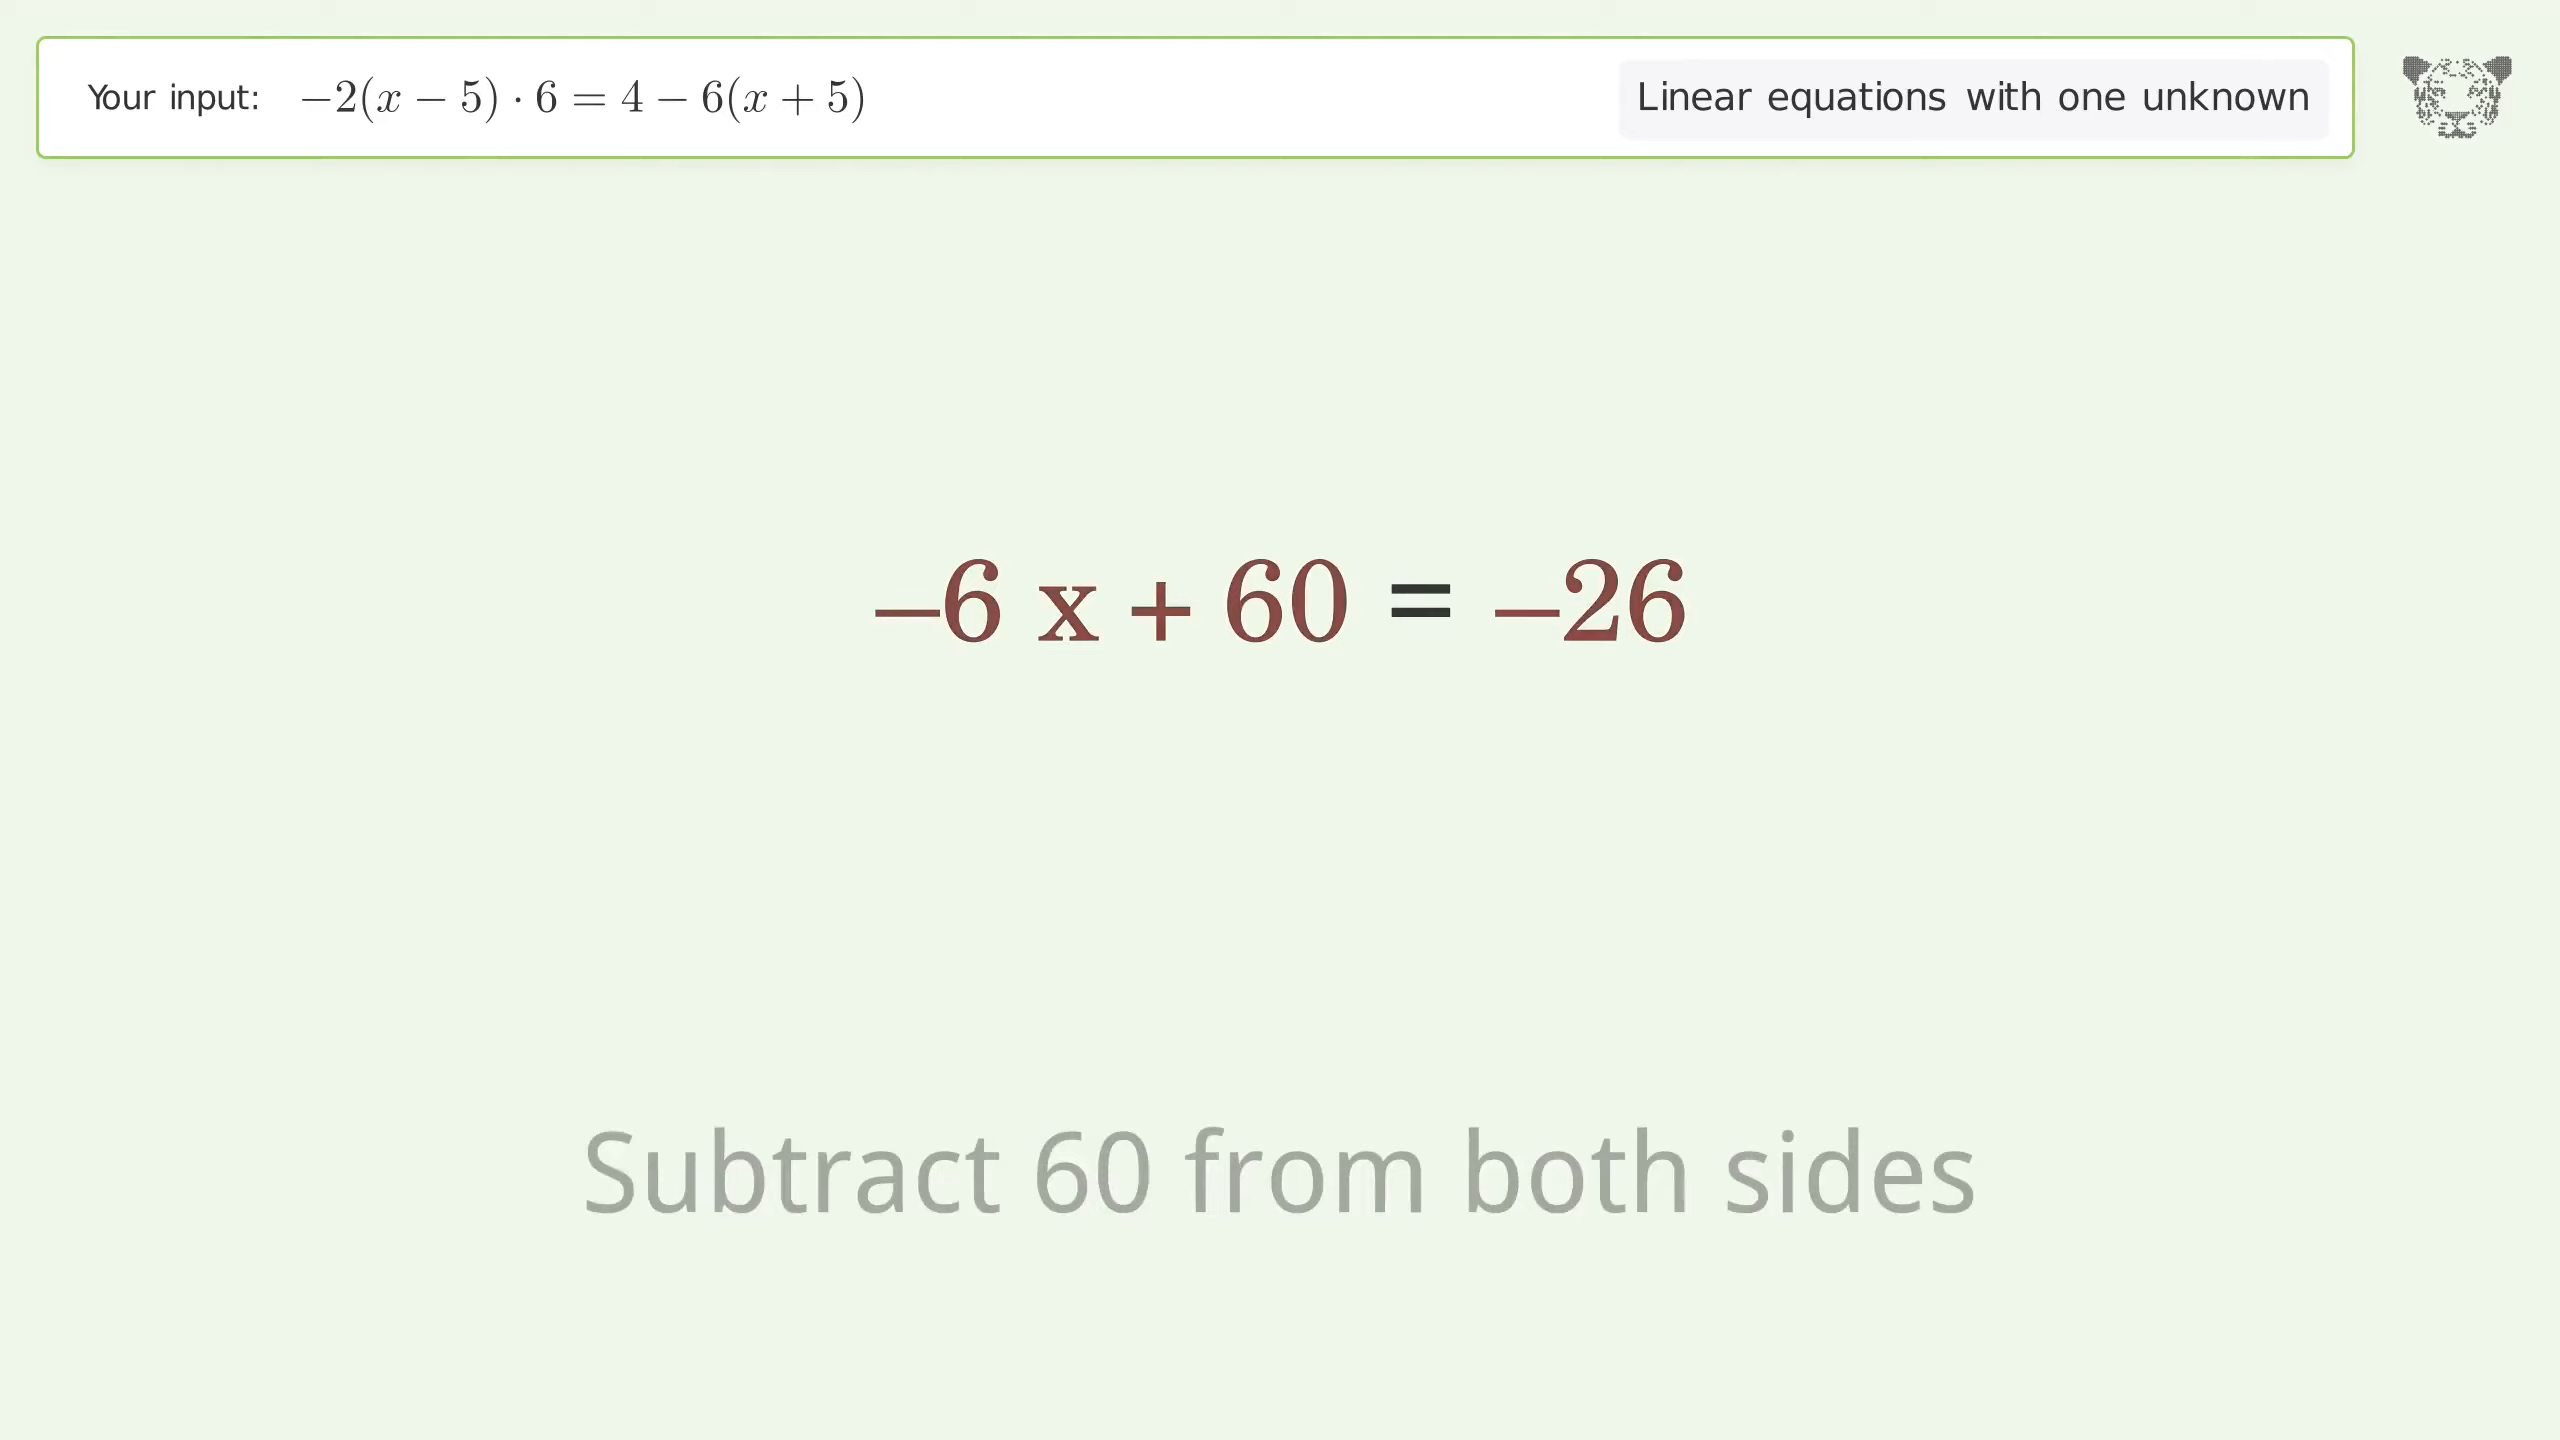 Your input: −2(x − 5) · 6 = 4 − 6(x + 5)
Linear equations with one unknown
−6 x + 60 = −26
Subtract 60 from both sides